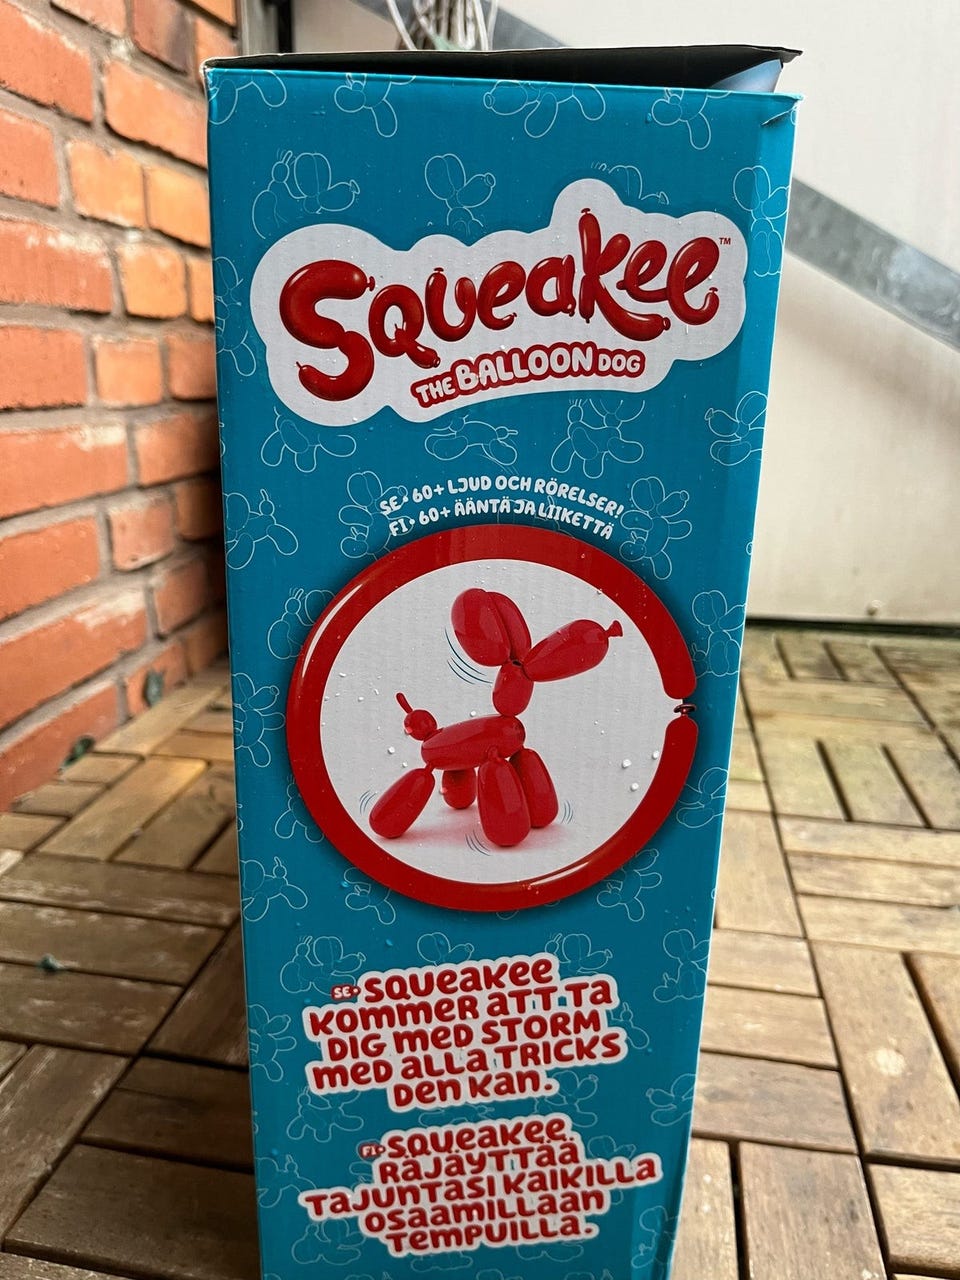 Squeakee™
THE BALLOON DOG
SE• 60+ LJUD OCH RÖRELSER!
FI• 60+ ÄÄNTÄ JA LIIKETTÄ
SE• SQUEAKEE
KOMMER ATT TA
DIG MED STORM
MED ALLA TRICKS
DEN KAN.
FI• SQUEAKEE
RÄJÄYTTÄÄ
TAJUNTASI KAIKILLA
OSAAMILLAAN
TEMPUILLA.